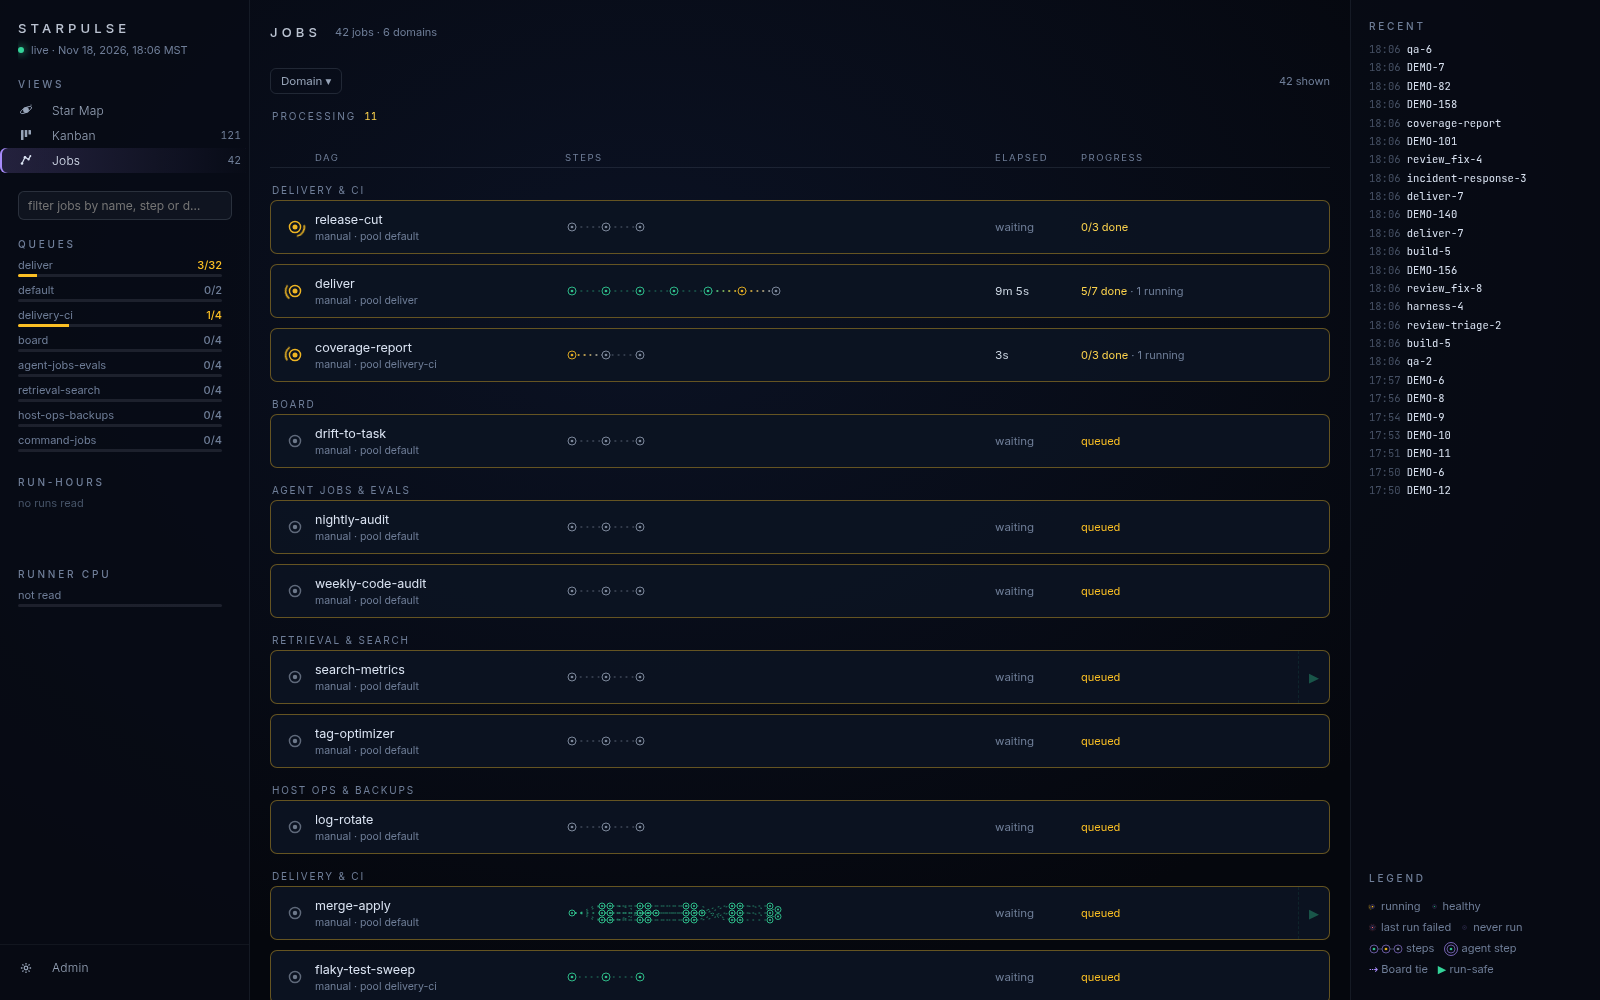 STARPULSE
live · Nov 18, 2026, 18:06 MST
VIEWS
Star Map
Kanban 121
Jobs 42
filter jobs by name, step or d...
QUEUES
deliver 3/32
default 0/2
delivery-ci 1/4
board 0/4
agent-jobs-evals 0/4
retrieval-search 0/4
host-ops-backups 0/4
command-jobs 0/4
RUN-HOURS
no runs read
RUNNER CPU
not read
Admin
JOBS 42 jobs · 6 domains
Domain ▾ 42 shown
PROCESSING 11
DAG STEPS ELAPSED PROGRESS
DELIVERY & CI
release-cut
manual · pool default
waiting 0/3 done
deliver
manual · pool deliver
9m 5s 5/7 done · 1 running
coverage-report
manual · pool delivery-ci
3s 0/3 done · 1 running
BOARD
drift-to-task
manual · pool default
waiting queued
AGENT JOBS & EVALS
nightly-audit
manual · pool default
waiting queued
weekly-code-audit
manual · pool default
waiting queued
RETRIEVAL & SEARCH
search-metrics
manual · pool default
waiting queued
tag-optimizer
manual · pool default
waiting queued
HOST OPS & BACKUPS
log-rotate
manual · pool default
waiting queued
DELIVERY & CI
merge-apply
manual · pool default
waiting queued
flaky-test-sweep
manual · pool delivery-ci
waiting queued
RECENT
18:06 qa-6
18:06 DEMO-7
18:06 DEMO-82
18:06 DEMO-158
18:06 coverage-report
18:06 DEMO-101
18:06 review_fix-4
18:06 incident-response-3
18:06 deliver-7
18:06 DEMO-140
18:06 deliver-7
18:06 build-5
18:06 DEMO-156
18:06 review_fix-8
18:06 harness-4
18:06 review-triage-2
18:06 build-5
18:06 qa-2
17:57 DEMO-6
17:56 DEMO-8
17:54 DEMO-9
17:53 DEMO-10
17:51 DEMO-11
17:50 DEMO-6
17:50 DEMO-12
LEGEND
running healthy
last run failed never run
steps agent step
Board tie run-safe